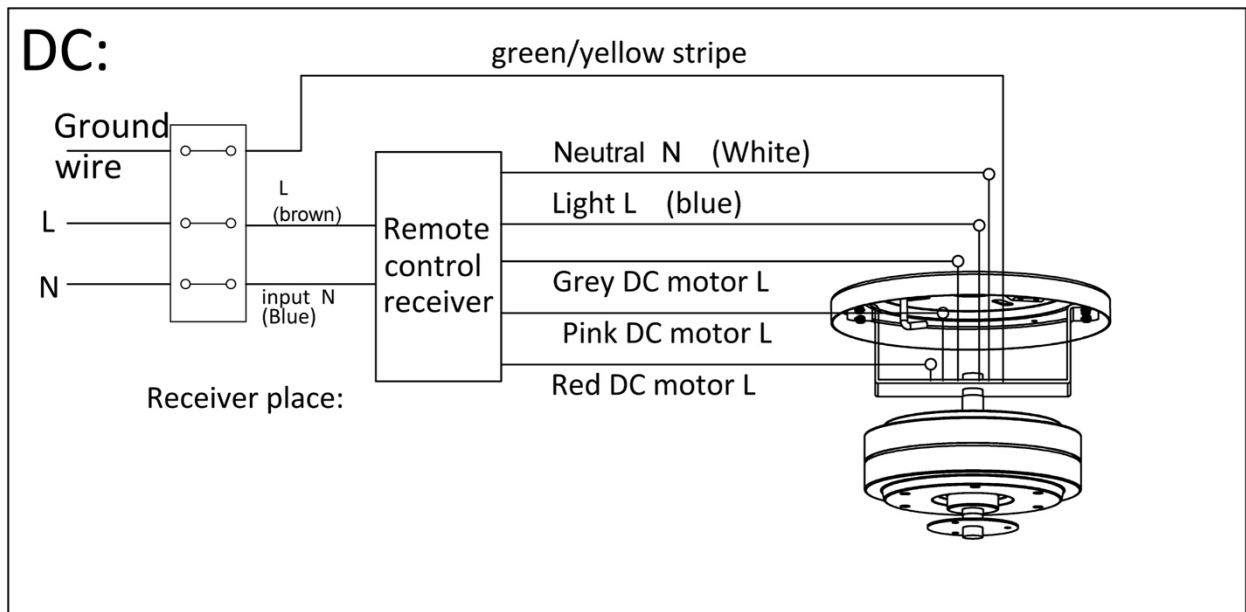 DC:
green/yellow stripe
Ground
wire
L
(brown)
L
N
input N
(Blue)
Remote
control
receiver
Neutral N (White)
Light L (blue)
Grey DC motor L
Pink DC motor L
Red DC motor L
Receiver place: